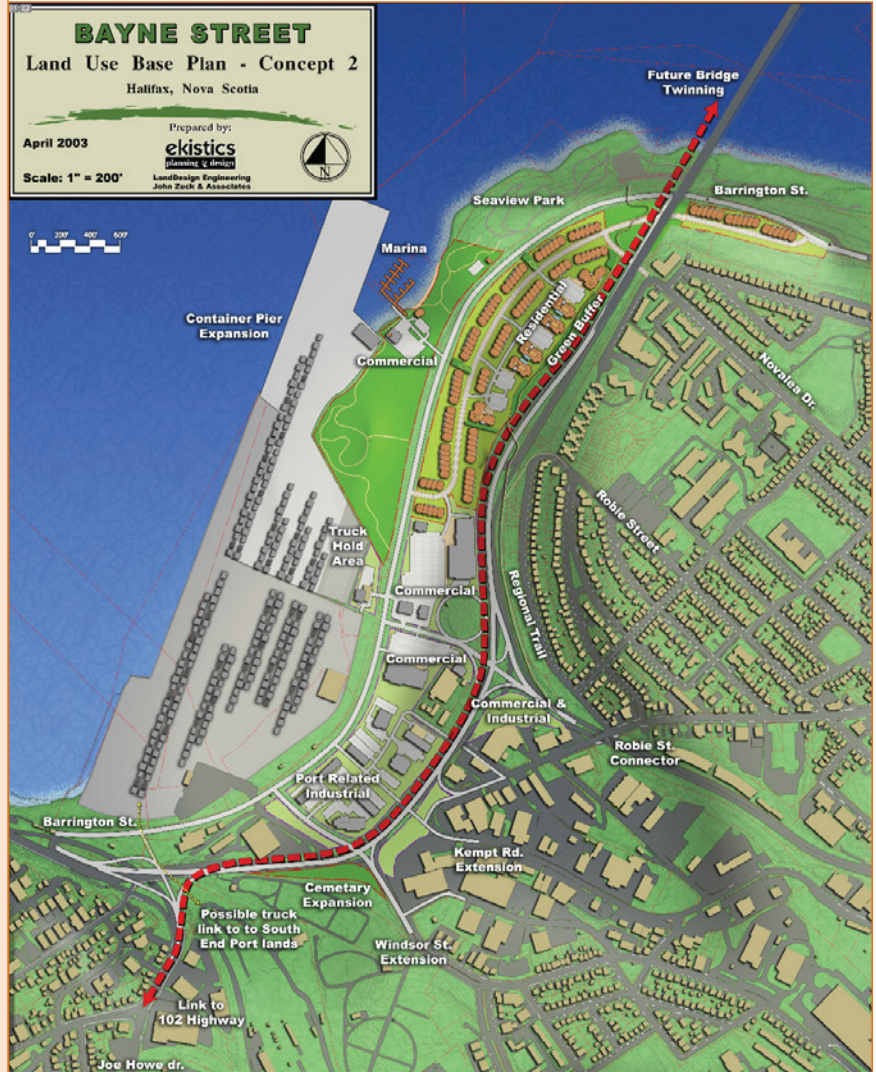 BAYNE STREET
Land Use Base Plan - Concept 2
Halifax, Nova Scotia
April 2003
Prepared by:
ekistics
planning & design
Scale: 1" = 200'
LandDesign Engineering
John Zuck & Associates
N
0' 200' 400' 600'
Future Bridge
Twinning
Seaview Park
Barrington St.
Marina
Container Pier
Expansion
Commercial
Residential
Green Buffer
Novalea Dr.
Robie Street
Truck
Hold
Area
Commercial
Regional Trail
Commercial
Commercial &
Industrial
Robie St.
Connector
Port Related
Industrial
Barrington St.
Kempt Rd.
Extension
Cemetary
Expansion
Possible truck
link to to South
End Port lands
Windsor St.
Extension
Link to
102 Highway
Joe Howe dr.